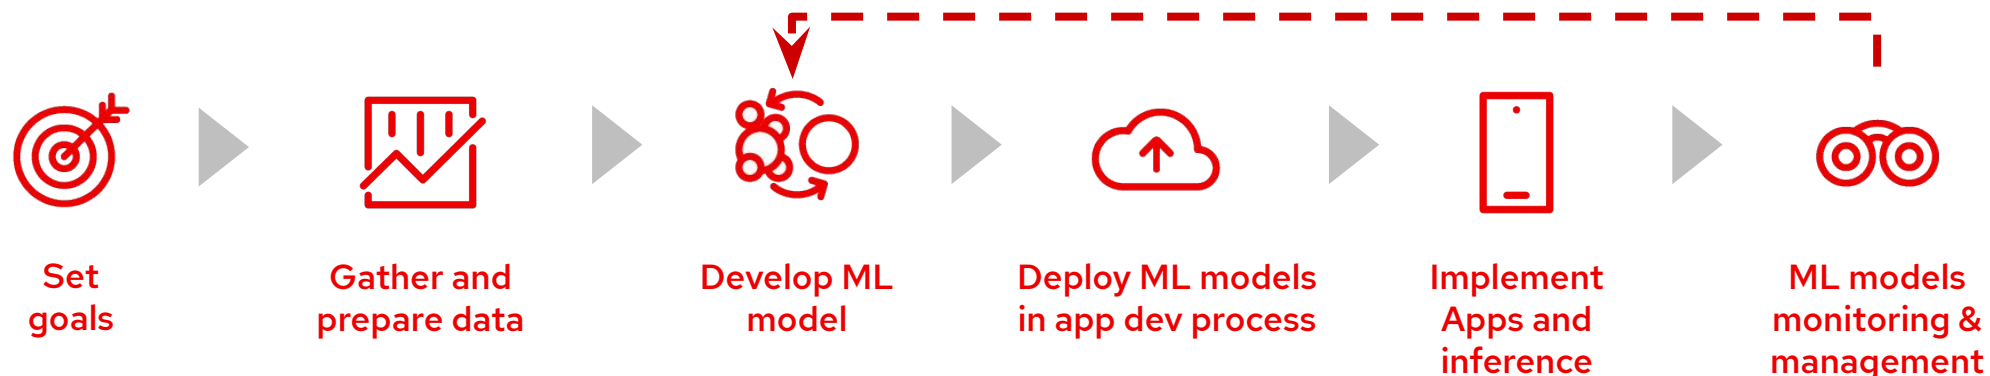 Set
goals
Gather and
prepare data
Develop ML
model
Deploy ML models
in app dev process
Implement
Apps and
inference
ML models
monitoring &
management